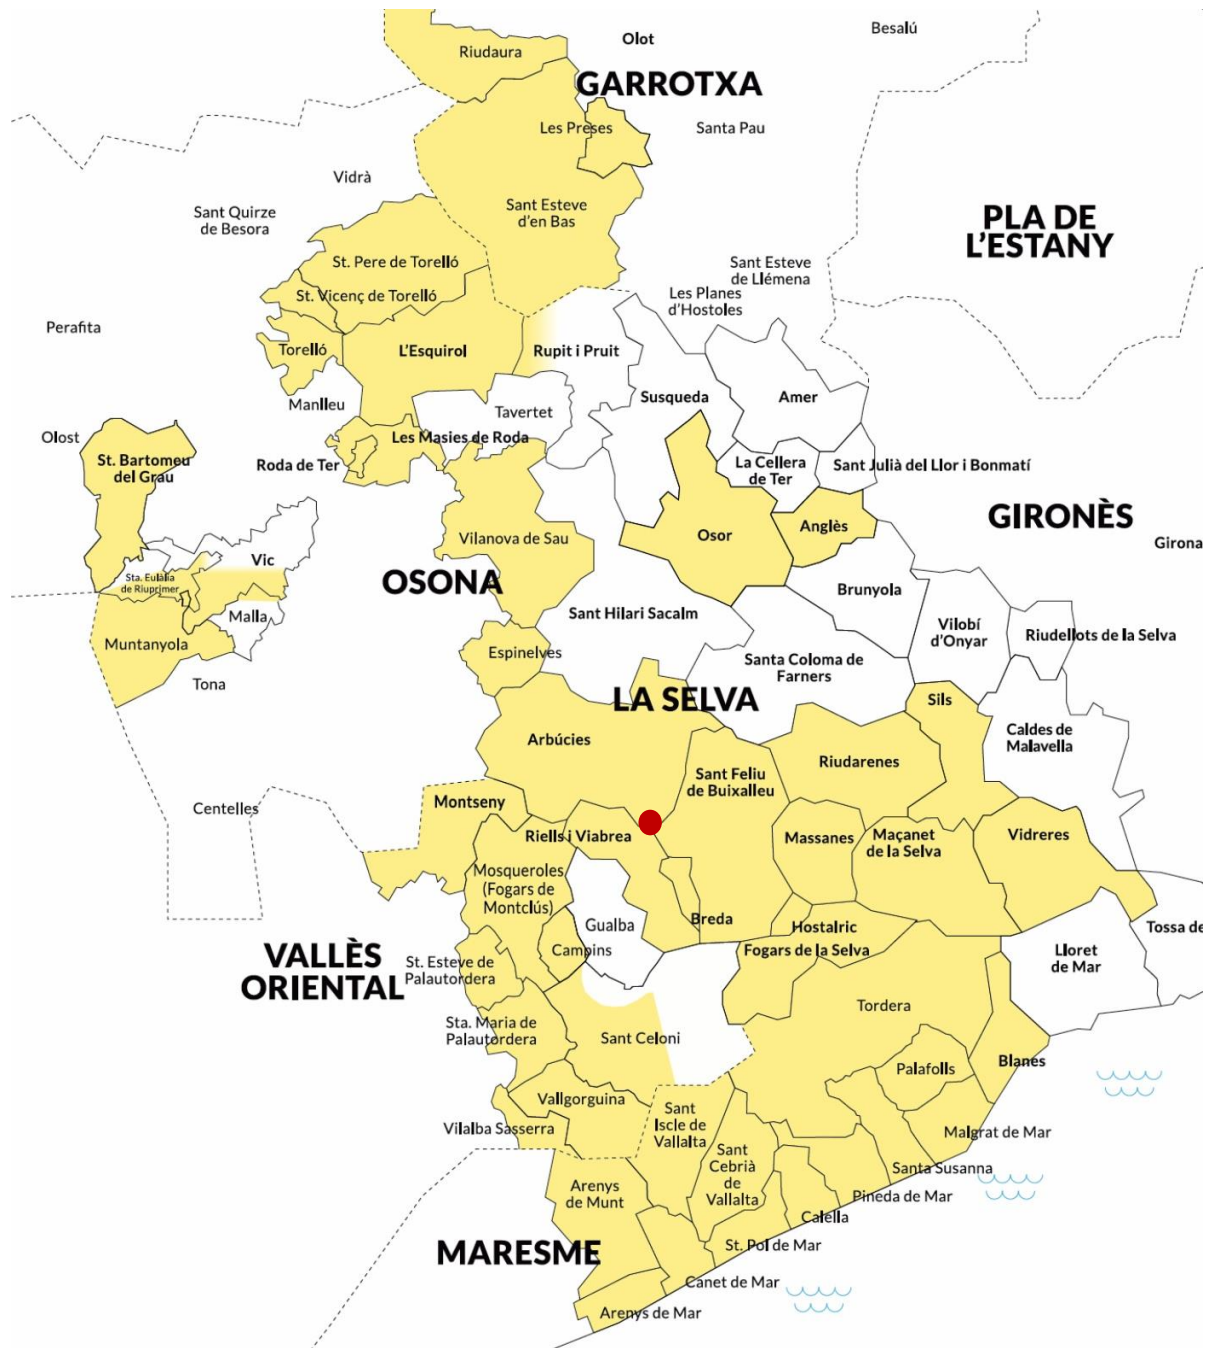 Besalú
Olot
Riudaura
GARROTXA
Les Preses
Santa Pau
Vidrà
Sant Quirze
de Besora
Sant Esteve
d'en Bas
PLA DE
L'ESTANY
St. Pere de Torelló
Sant Esteve
de Llémena
St. Vicenç de Torelló
Les Planes
d'Hostoles
Perafita
Torelló
L'Esquirol
Rupit i Pruit
Manlleu
Tavertet
Susqueda
Amer
Olost
Les Masies de Roda
St. Bartomeu
del Grau
Roda de Ter
La Cellera
de Ter
Sant Julià del Llor i Bonmatí
GIRONÈS
Osor
Anglès
Vilanova de Sau
Girona
Vic
Sta. Eulàlia
de Riuprimer
OSONA
Brunyola
Malla
Sant Hilari Sacalm
Vilobí
d'Onyar
Riudellots de la Selva
Muntanyola
Espinelves
Santa Coloma de
Farners
Tona
LA SELVA
Sils
Arbúcies
Caldes de
Malavella
Riudarenes
Sant Feliu
de Buixalleu
Montseny
Centelles
Riells i Viabrea
Massanes
Maçanet
de la Selva
Vidreres
Mosqueroles
(Fogars de
Montclús)
Gualba
Breda
Hostalric
Tossa de
VALLÈS
ORIENTAL
Campins
Fogars de la Selva
Lloret
de Mar
St. Esteve de
Palautordera
Tordera
Sta. Maria de
Palautordera
Sant Celoni
Palafolls
Blanes
Vallgorguina
Sant
Iscle de
Vallalta
Vilalba Sasserra
Malgrat de Mar
Sant
Cebrià
de
Vallalta
Santa Susanna
Arenys
de Munt
Pineda de Mar
Calella
MARESME
St. Pol de Mar
Canet de Mar
Arenys de Mar